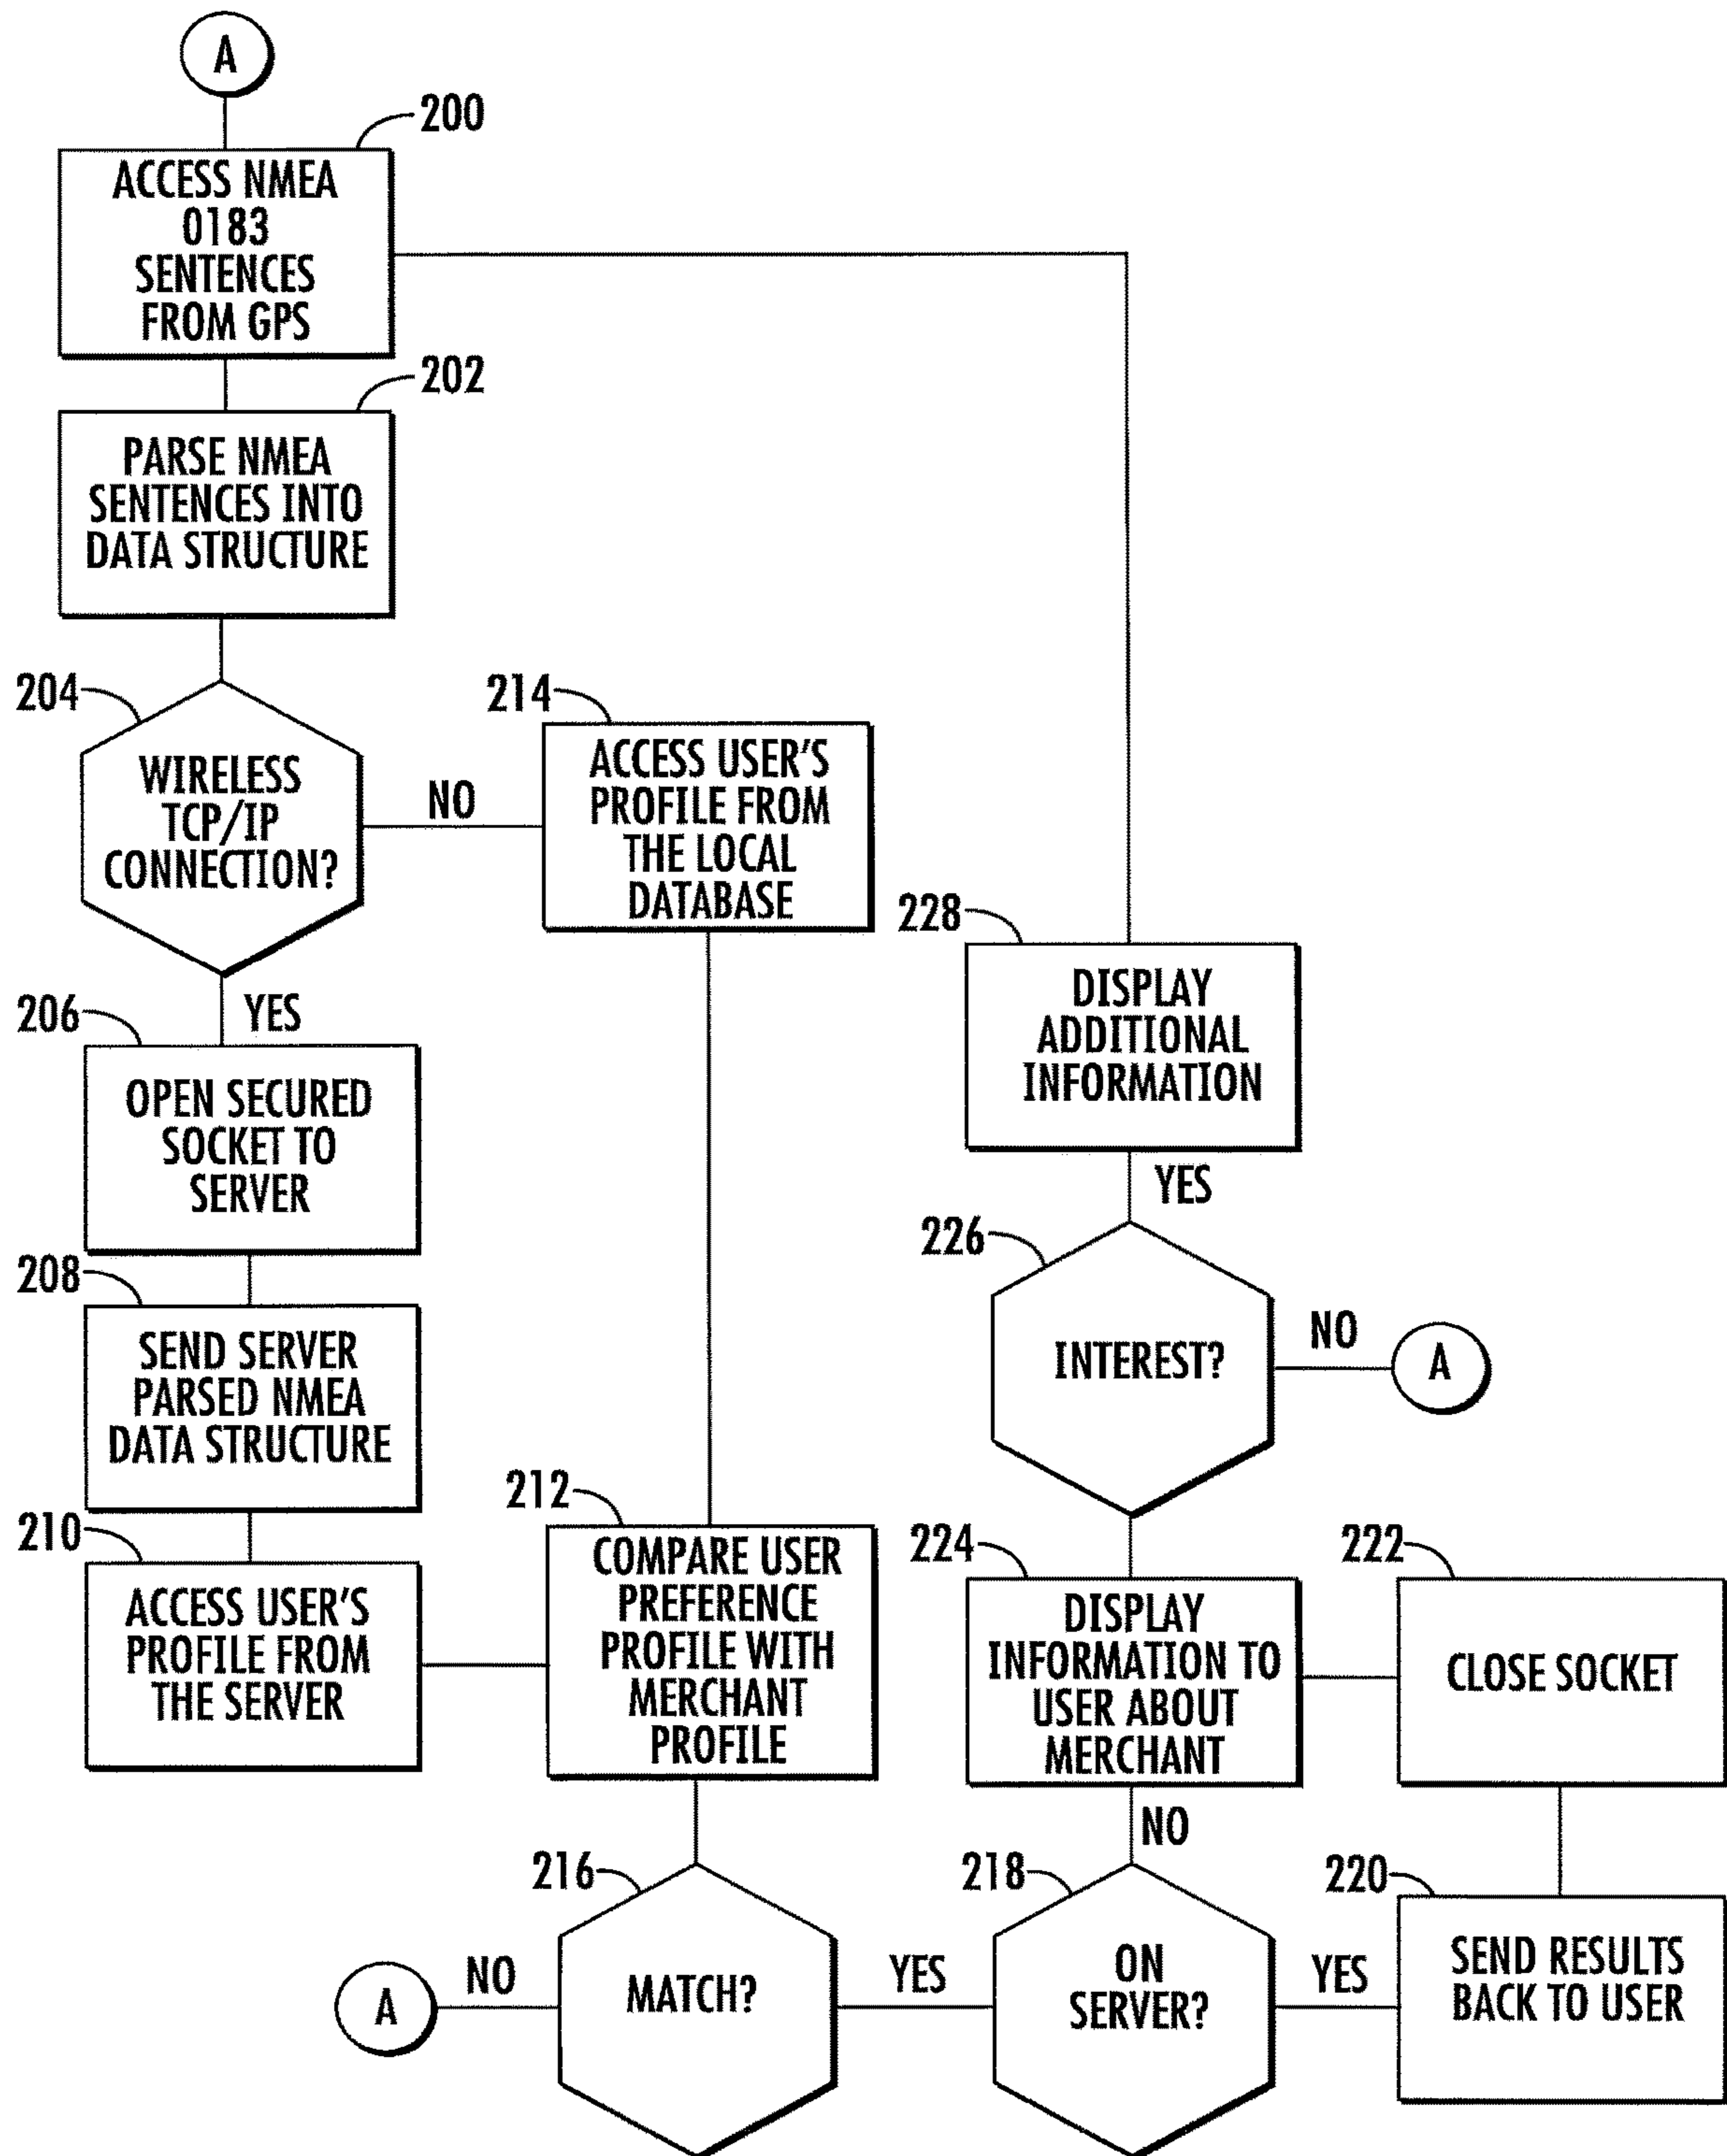 A
200
ACCESS NMEA
0183
SENTENCES
FROM GPS
202
PARSE NMEA
SENTENCES INTO
DATA STRUCTURE
204
WIRELESS
TCP/IP
CONNECTION?
NO
214
ACCESS USER'S
PROFILE FROM
THE LOCAL
DATABASE
YES
206
OPEN SECURED
SOCKET TO
SERVER
208
SEND SERVER
PARSED NMEA
DATA STRUCTURE
210
ACCESS USER'S
PROFILE FROM
THE SERVER
212
COMPARE USER
PREFERENCE
PROFILE WITH
MERCHANT
PROFILE
216
MATCH?
NO
A
YES
218
ON
SERVER?
YES
220
SEND RESULTS
BACK TO USER
222
CLOSE SOCKET
NO
224
DISPLAY
INFORMATION TO
USER ABOUT
MERCHANT
226
INTEREST?
NO
A
YES
228
DISPLAY
ADDITIONAL
INFORMATION